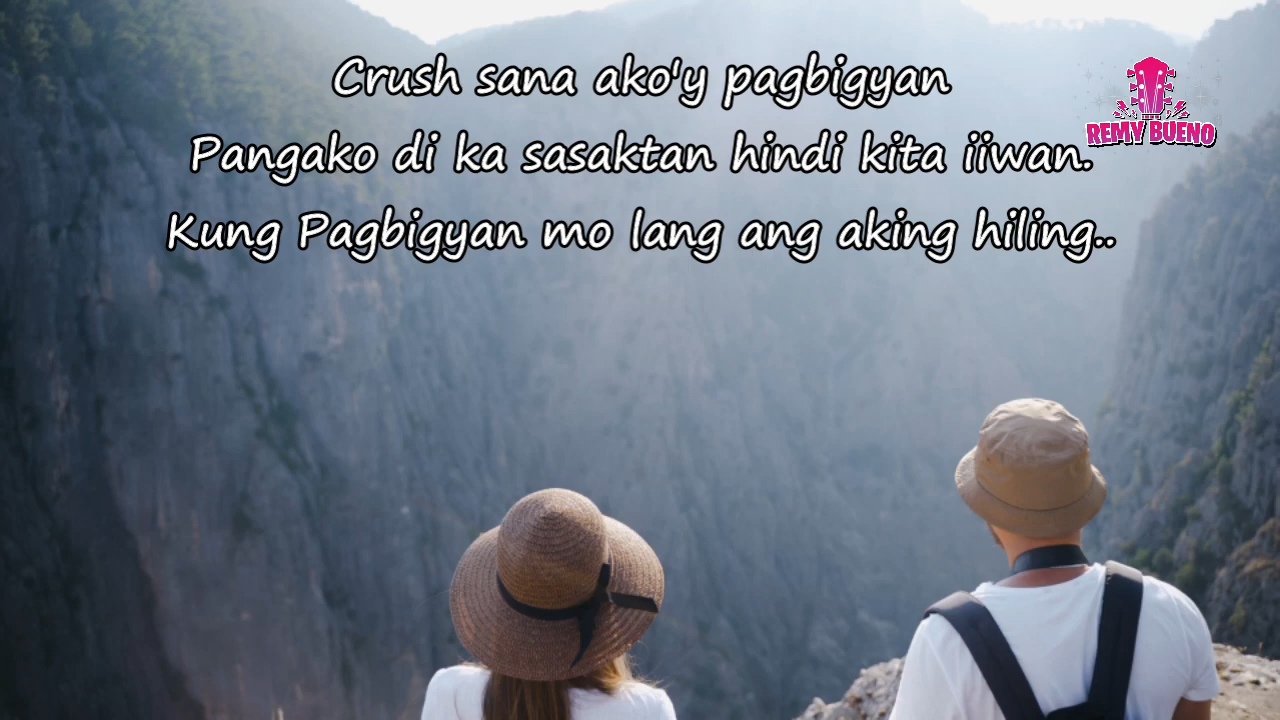 Crush sana ako'y pagbigyan
REMY BUENO
Pangako di ka sasaktan hindi kita iiwan.
Kung Pagbigyan mo lang ang aking hiling..